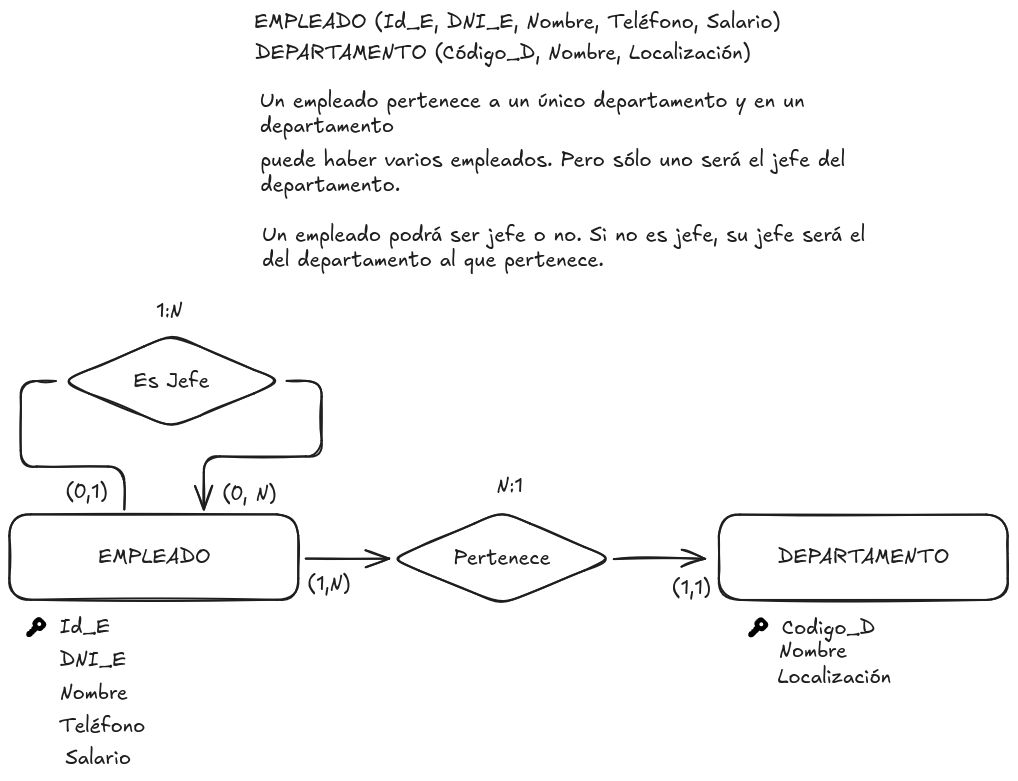 EMPLEADO (Id_E, DNI_E, Nombre, Teléfono, Salario)
DEPARTAMENTO (Código_D, Nombre, Localización)
Un empleado pertenece a un único departamento y en un
departamento
puede haber varios empleados. Pero sólo uno será el jefe del
departamento.
Un empleado podrá ser jefe o no. Si no es jefe, su jefe será el
del departamento al que pertenece.
1:N
Es Jefe
(0,1)
(0, N)
N:1
EMPLEADO
Pertenece
DEPARTAMENTO
(1,N)
(1,1)
Id_E
DNI_E
Nombre
Teléfono
Salario
Codigo_D
Nombre
Localización